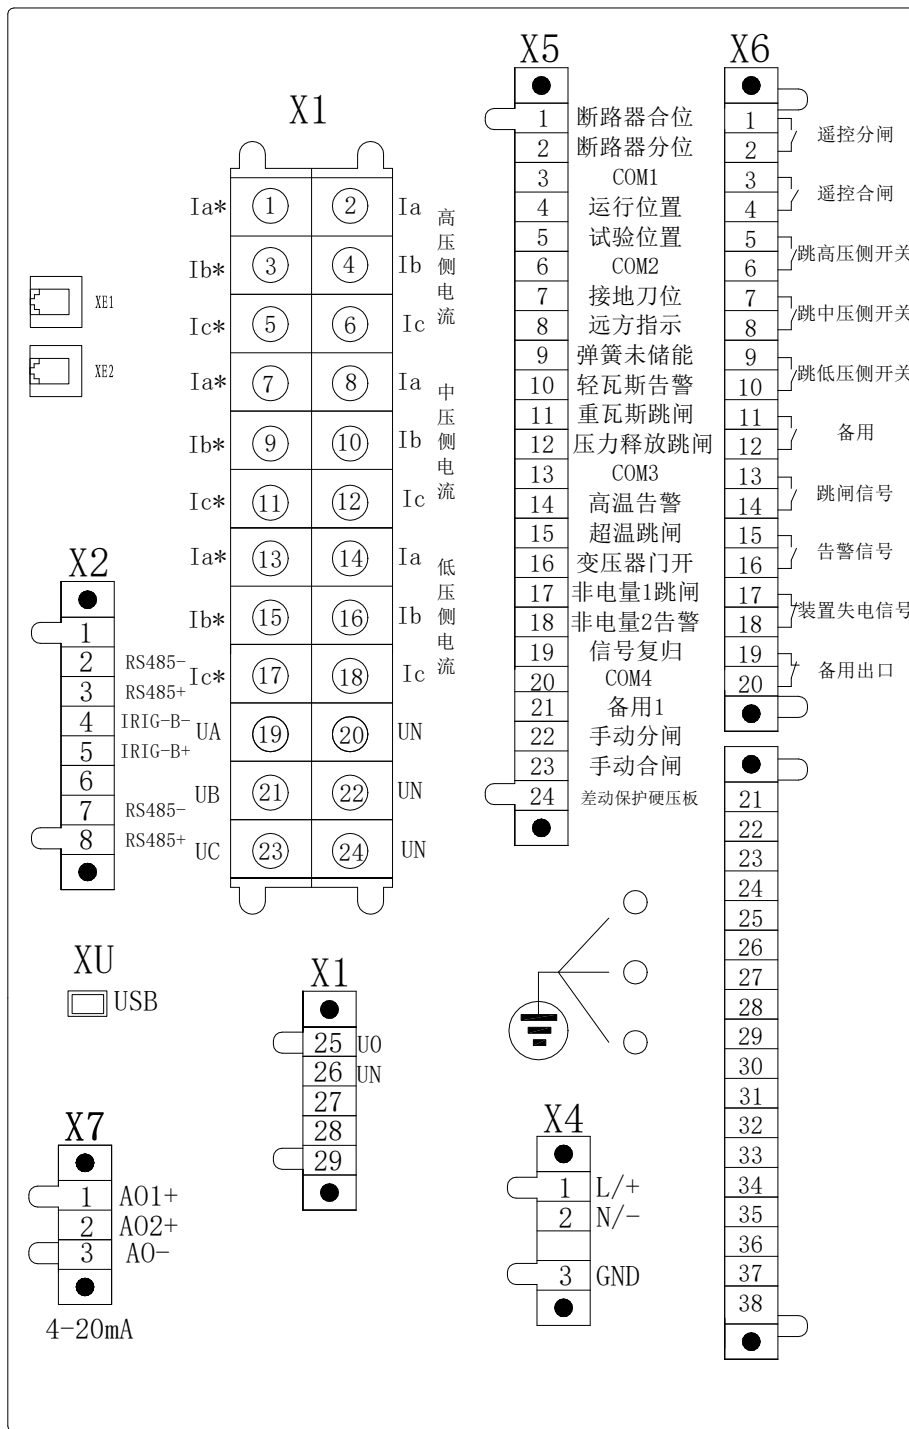 X1
Ia* 1 2 Ia
Ib* 3 4 Ib
Ic* 5 6 Ic
高压侧电流
Ia* 7 8 Ia
Ib* 9 10 Ib
Ic* 11 12 Ic
中压侧电流
Ia* 13 14 Ia
Ib* 15 16 Ib
Ic* 17 18 Ic
低压侧电流
UA 19 20 UN
UB 21 22 UN
UC 23 24 UN
XE1
XE2
X2
1
2 RS485-
3 RS485+
4 IRIG-B-
5 IRIG-B+
6
7 RS485-
8 RS485+
XU
USB
X7
1 AO1+
2 AO2+
3 AO-
4-20mA
X1
25 U0
26 UN
27
28
29
X5
1 断路器合位
2 断路器分位
3 COM1
4 运行位置
5 试验位置
6 COM2
7 接地刀位
8 远方指示
9 弹簧未储能
10 轻瓦斯告警
11 重瓦斯跳闸
12 压力释放跳闸
13 COM3
14 高温告警
15 超温跳闸
16 变压器门开
17 非电量1跳闸
18 非电量2告警
19 信号复归
20 COM4
21 备用1
22 手动分闸
23 手动合闸
24 差动保护硬压板
X4
1 L/+
2 N/-
3 GND
X6
1
2
遥控分闸
3
4
遥控合闸
5
6
跳高压侧开关
7
8
跳中压侧开关
9
10
跳低压侧开关
11
12
备用
13
14
跳闸信号
15
16
告警信号
17
18
装置失电信号
19
20
备用出口
21
22
23
24
25
26
27
28
29
30
31
32
33
34
35
36
37
38